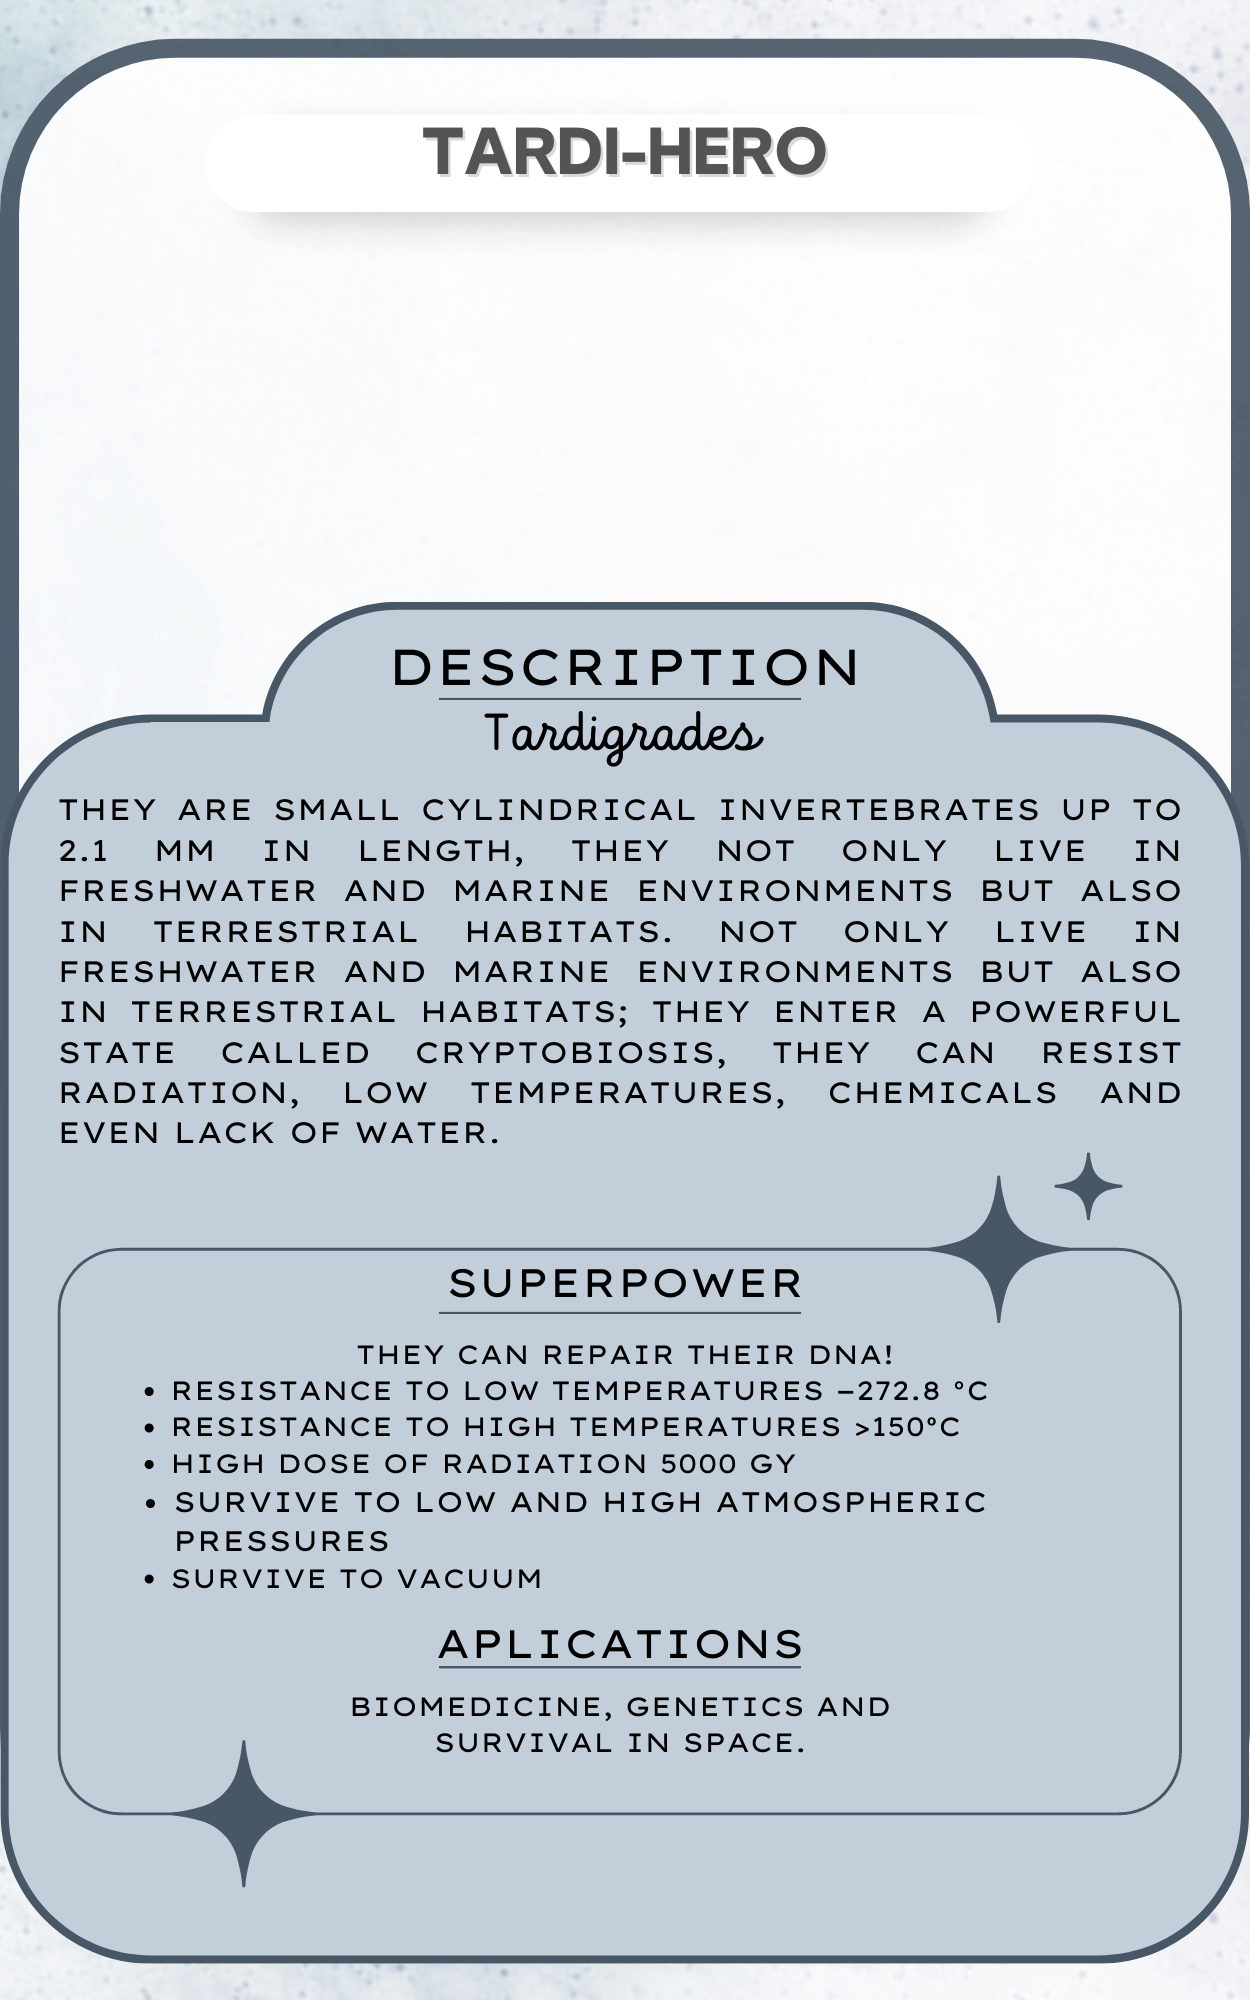 TARDI-HERO
DESCRIPTION
Tardigrades
THEY ARE SMALL CYLINDRICAL INVERTEBRATES UP TO
2.1 MM IN LENGTH, THEY NOT ONLY LIVE IN
FRESHWATER AND MARINE ENVIRONMENTS BUT ALSO
IN TERRESTRIAL HABITATS. NOT ONLY LIVE IN
FRESHWATER AND MARINE ENVIRONMENTS BUT ALSO
IN TERRESTRIAL HABITATS; THEY ENTER A POWERFUL
STATE CALLED CRYPTOBIOSIS, THEY CAN RESIST
RADIATION, LOW TEMPERATURES, CHEMICALS AND
EVEN LACK OF WATER.
SUPERPOWER
THEY CAN REPAIR THEIR DNA!
• RESISTANCE TO LOW TEMPERATURES −272.8 °C
• RESISTANCE TO HIGH TEMPERATURES >150°C
• HIGH DOSE OF RADIATION 5000 GY
• SURVIVE TO LOW AND HIGH ATMOSPHERIC
PRESSURES
• SURVIVE TO VACUUM
APLICATIONS
BIOMEDICINE, GENETICS AND
SURVIVAL IN SPACE.